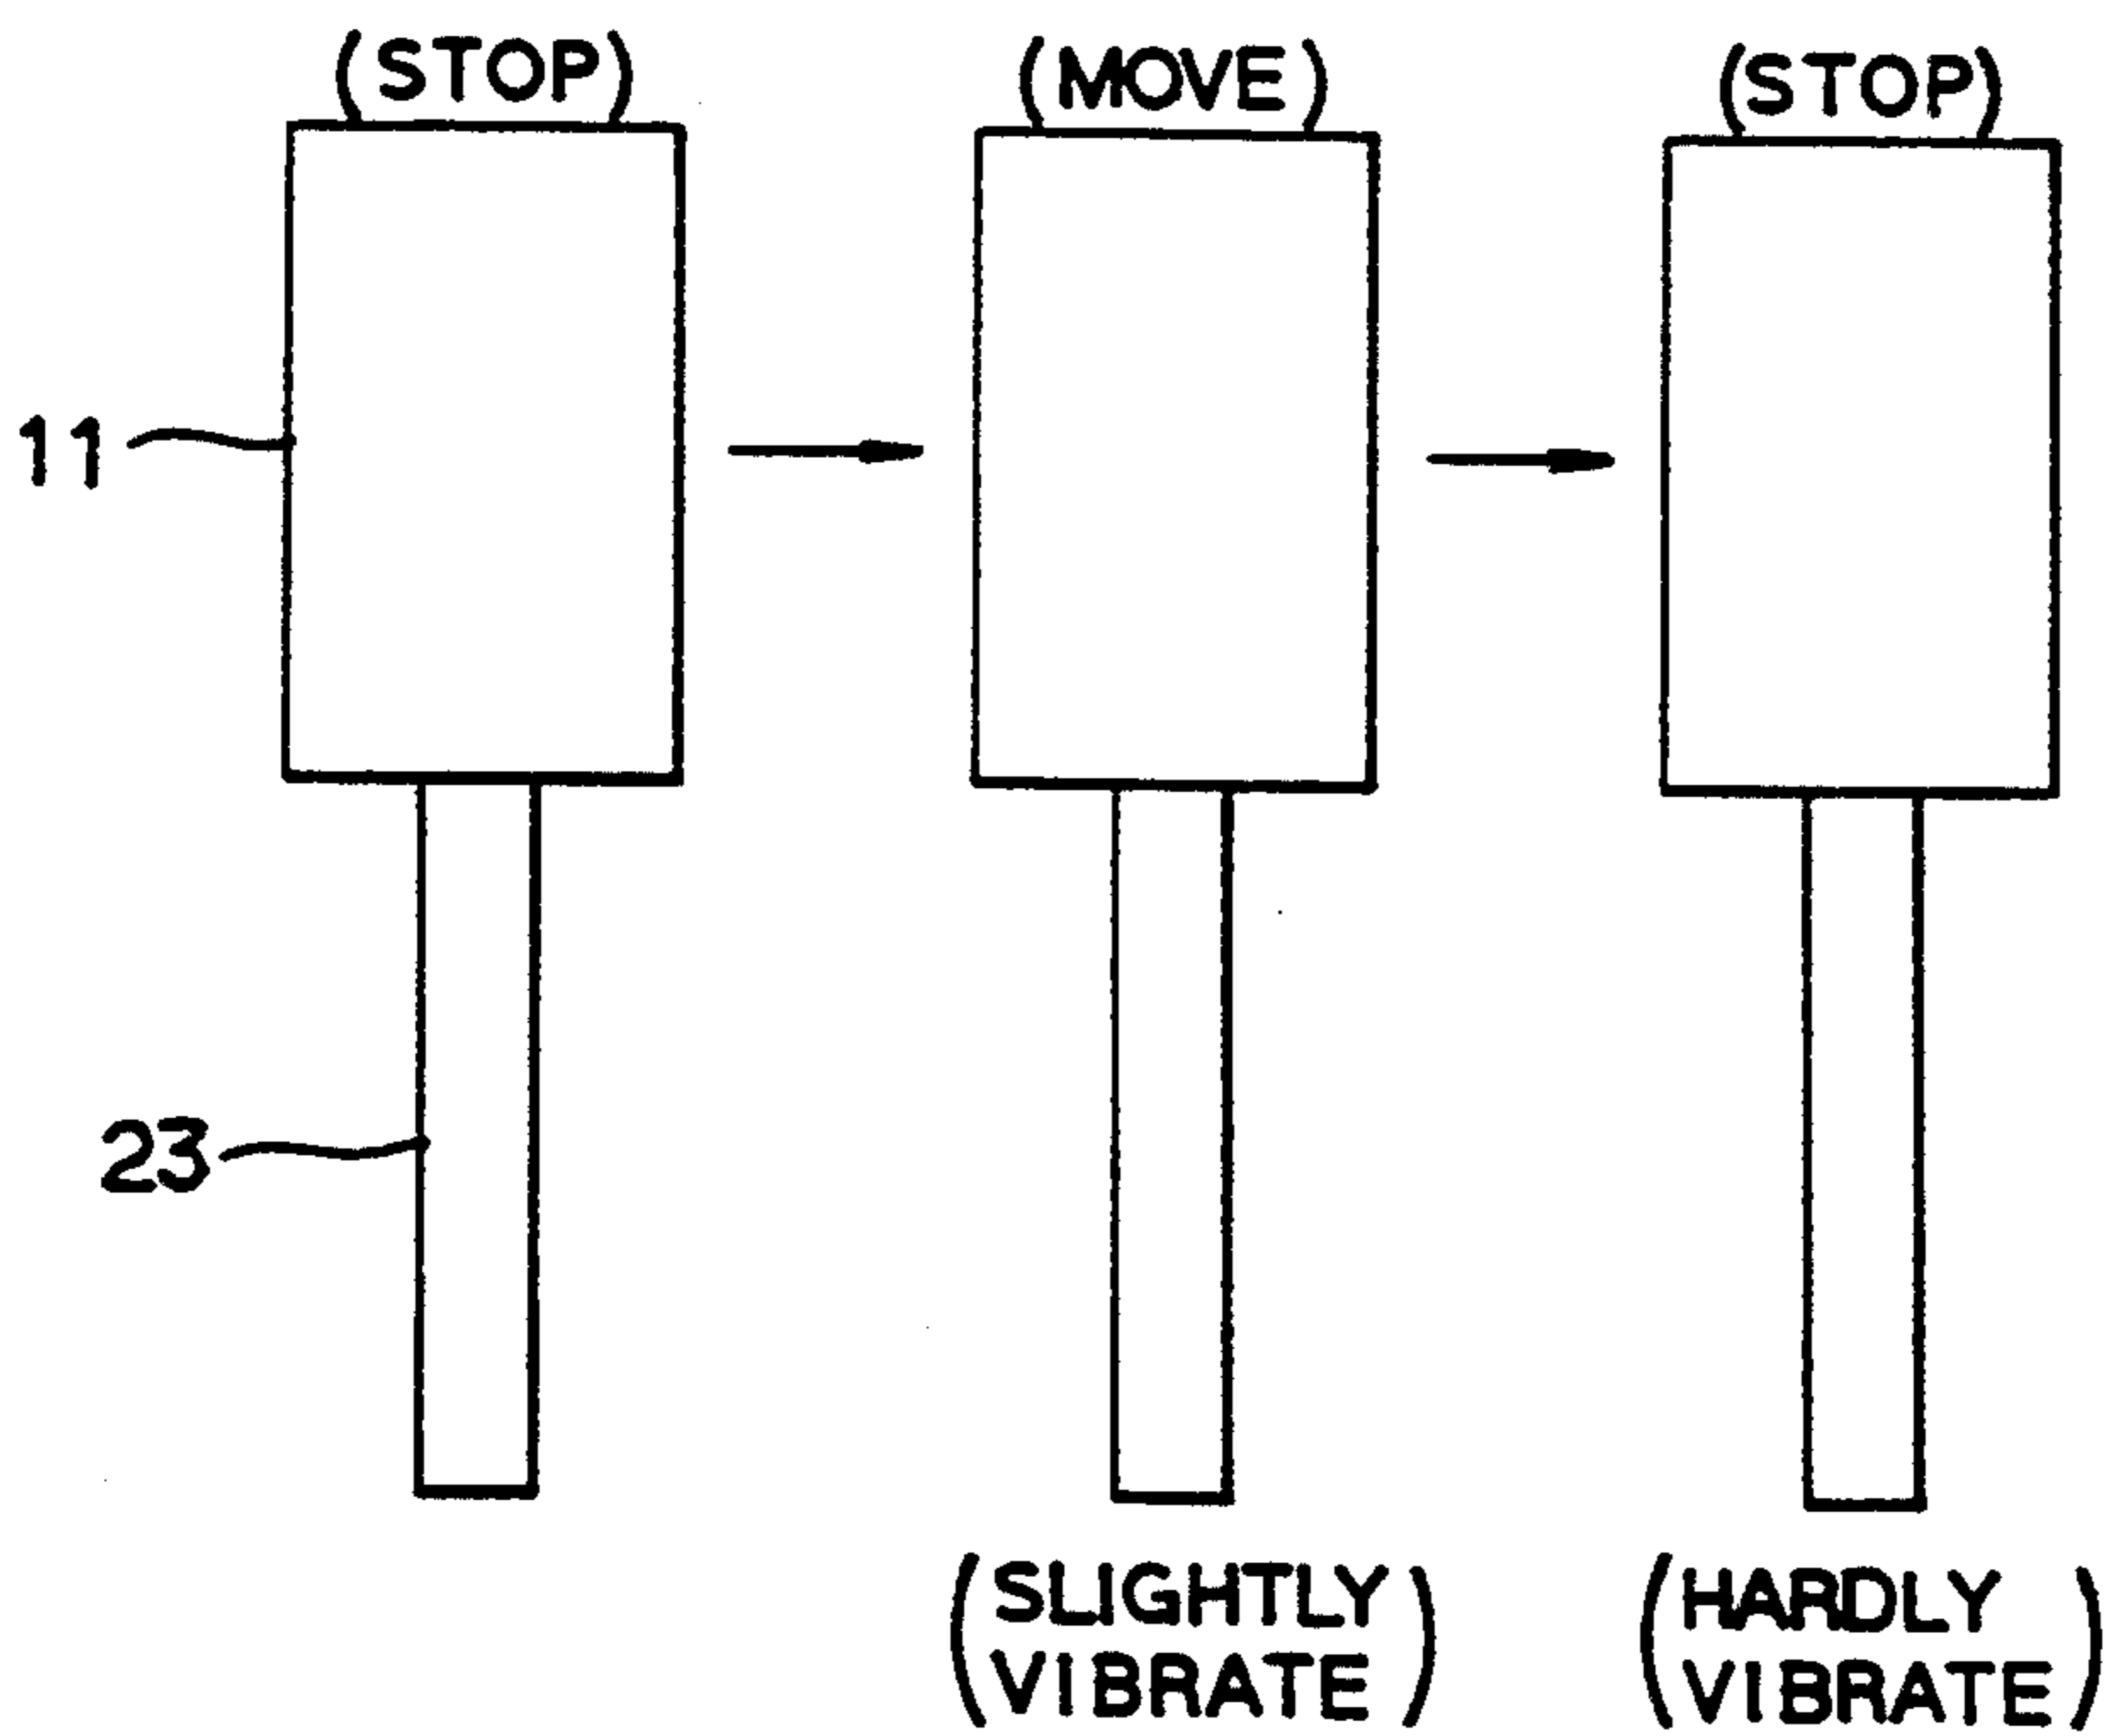 (STOP)
(MOVE)
(STOP)
11
23
(SLIGHTLY
VIBRATE)
(HARDLY
VIBRATE)